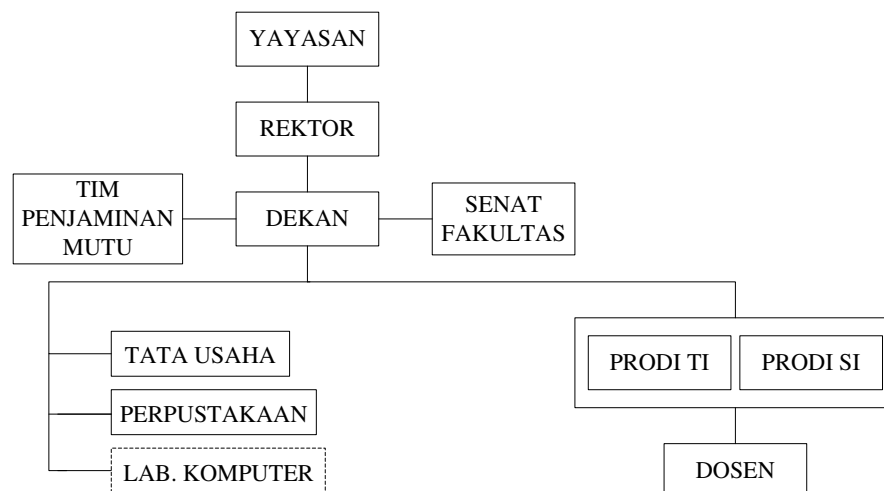 YAYASAN
REKTOR
TIM
PENJAMINAN
MUTU
DEKAN
SENAT
FAKULTAS
TATA USAHA
PERPUSTAKAAN
LAB. KOMPUTER
PRODI TI
PRODI SI
DOSEN